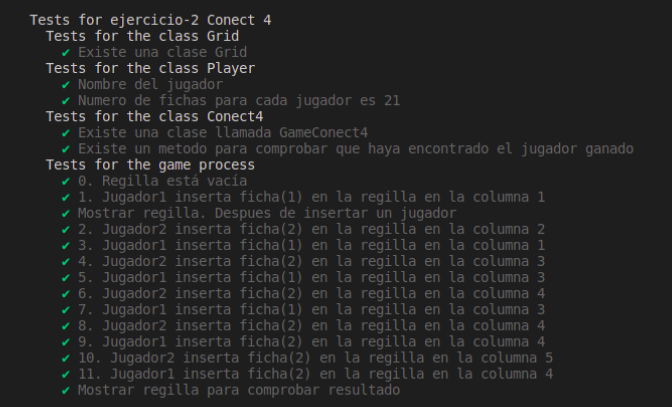 Tests for ejercicio-2 Conect 4
Tests for the class Grid
✔ Existe una clase Grid
Tests for the class Player
✔ Nombre del jugador
✔ Numero de fichas para cada jugador es 21
Tests for the class Conect4
✔ Existe una clase llamada GameConect4
✔ Existe un metodo para comprobar que haya encontrado el jugador ganado
Tests for the game process
✔ 0. Regilla está vacía
✔ 1. Jugador1 inserta ficha(1) en la regilla en la columna 1
✔ Mostrar regilla. Despues de insertar un jugador
✔ 2. Jugador2 inserta ficha(2) en la regilla en la columna 2
✔ 3. Jugador1 inserta ficha(1) en la regilla en la columna 1
✔ 4. Jugador2 inserta ficha(2) en la regilla en la columna 3
✔ 5. Jugador1 inserta ficha(1) en la regilla en la columna 3
✔ 6. Jugador2 inserta ficha(2) en la regilla en la columna 4
✔ 7. Jugador1 inserta ficha(1) en la regilla en la columna 3
✔ 8. Jugador2 inserta ficha(2) en la regilla en la columna 4
✔ 9. Jugador1 inserta ficha(2) en la regilla en la columna 4
✔ 10. Jugador2 inserta ficha(2) en la regilla en la columna 5
✔ 11. Jugador1 inserta ficha(2) en la regilla en la columna 4
✔ Mostrar regilla para comprobar resultado